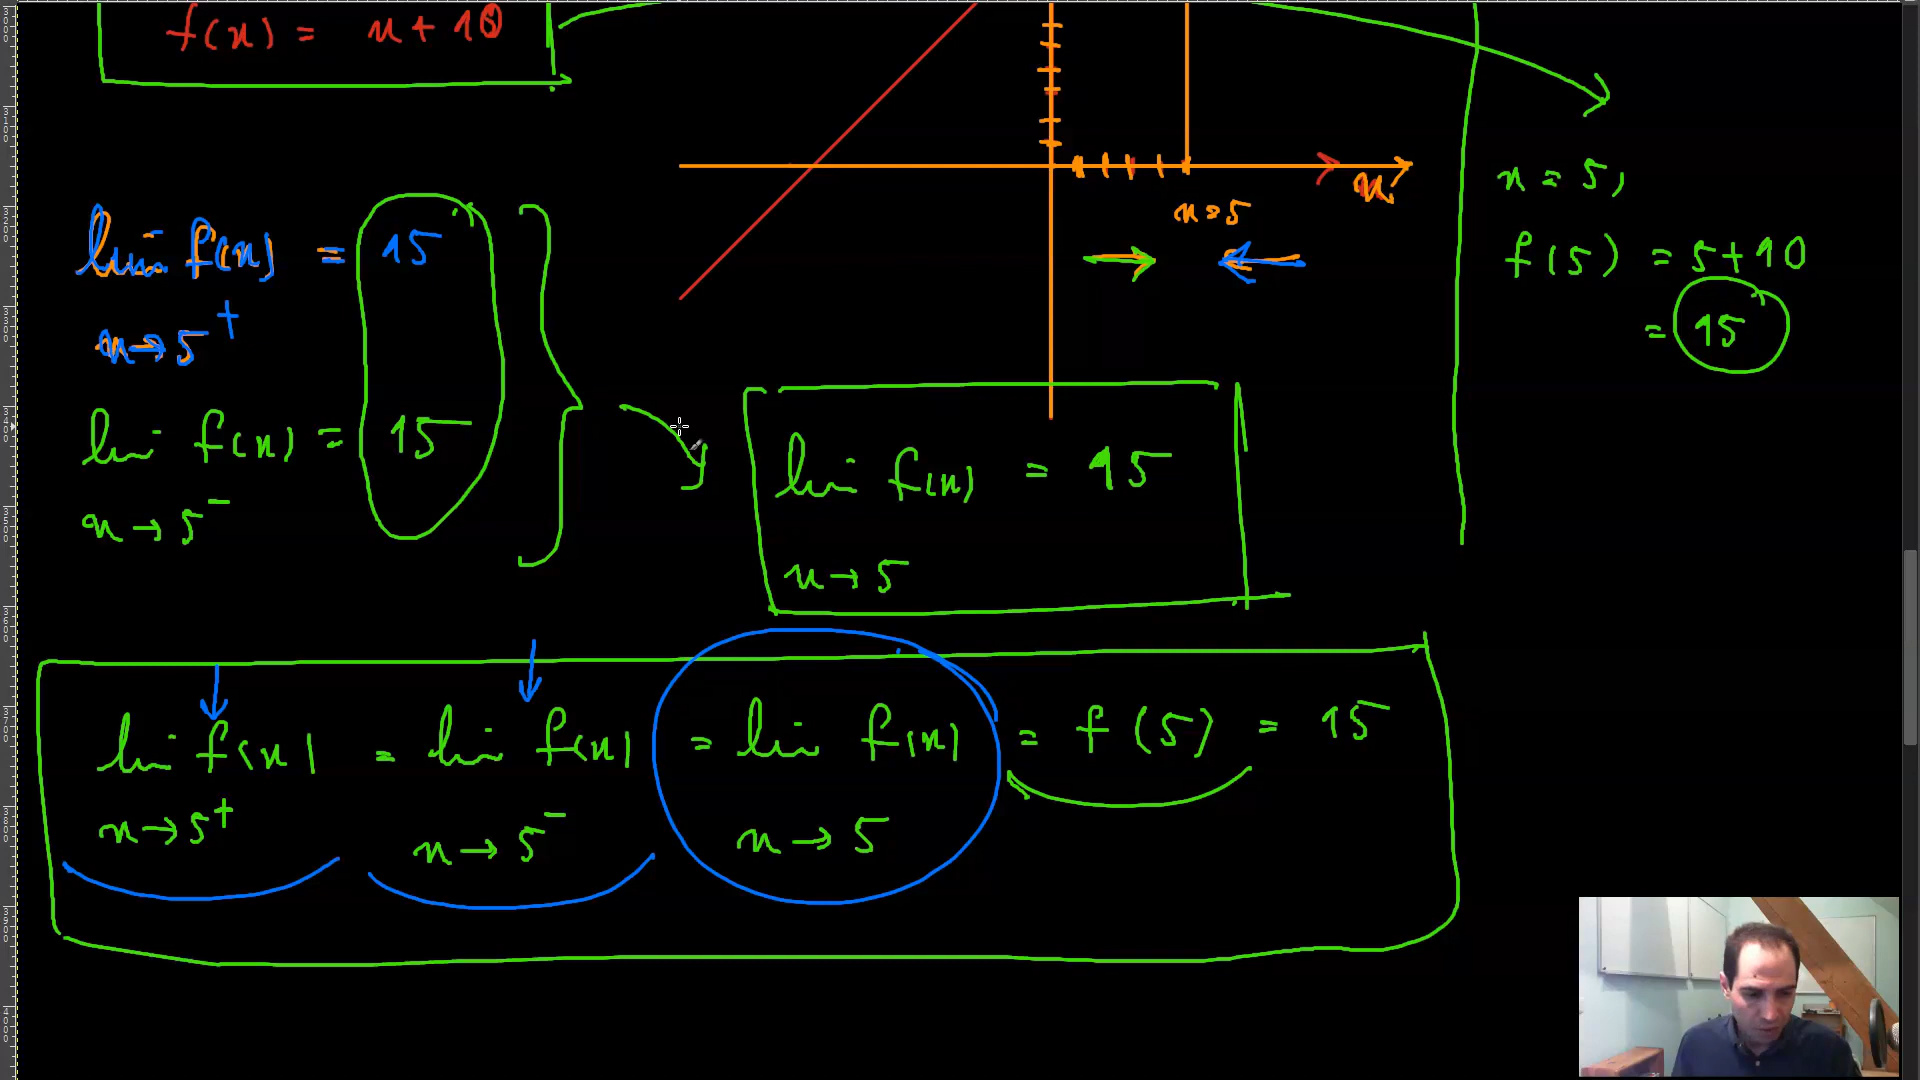 f(x) = x + 10
x
x = 5
x = 5,
f(5) = 5+10
= 15
lim f(x) = 15
x→5⁺
lim f(x) = 15
x→5⁻
lim f(x) = 15
x→5
lim f(x) = lim f(x) = lim f(x) = f(5) = 15
x→5⁺ x→5⁻ x→5